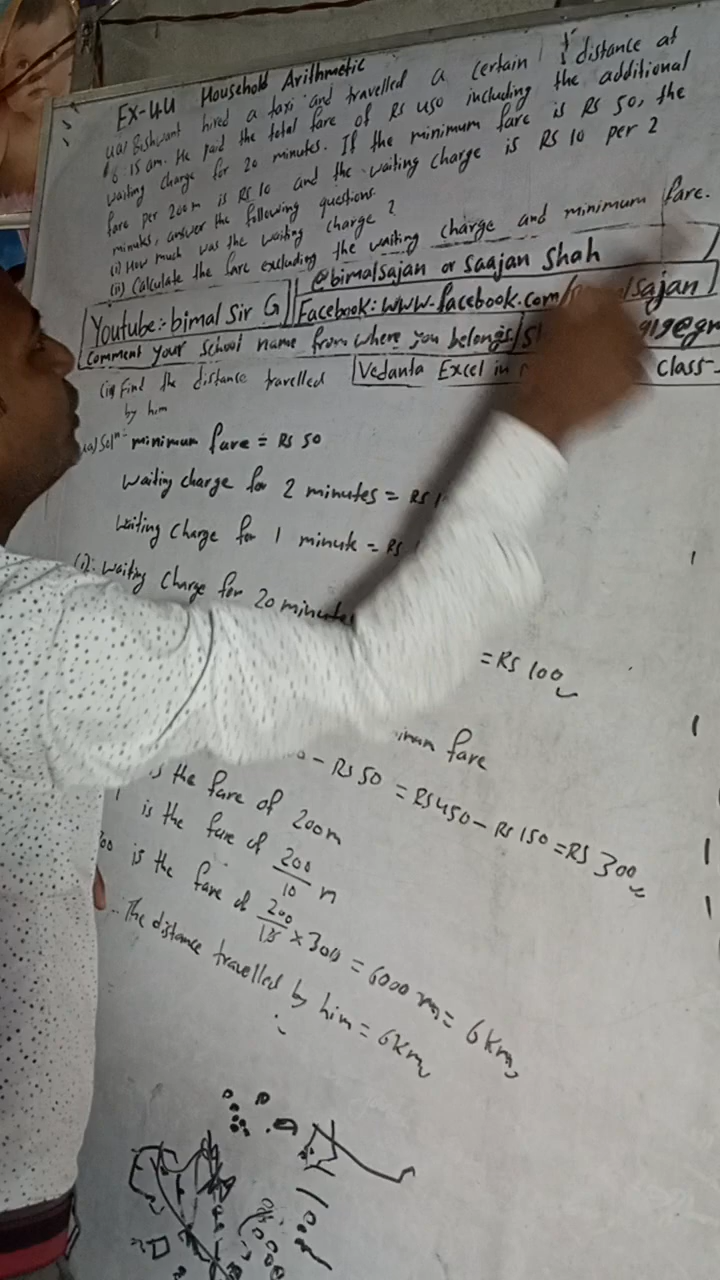 Ex-4.4 Household Arithmetic
4a) Bishwant hired a taxi and travelled a certain distance at
6:15 am. He paid the total fare of Rs 450 including the additional
waiting charge for 20 minutes. If the minimum fare is Rs 50, the
fare per 200m is Rs 10 and the waiting charge is Rs 10 per 2
minutes, answer the following questions.
(i) How much was the waiting charge ?
(ii) Calculate the fare excluding the waiting charge and minimum fare.
@bimalsajan or Saajan Shah
Youtube:- bimal Sir G
Facebook: www.facebook.com/ sajan
Comment your School name from where you belongs/
(iii) Find the distance travelled
by him
Vedanta Excel in class-
4a) Solⁿ: minimum fare = Rs 50
Waiting charge for 2 minutes = Rs
Waiting Charge for 1 minute = Rs
(i). Waiting Charge for 20 minutes
= Rs 100
fare
- Rs 50 = Rs 450 - Rs 150 = Rs 300
is the fare of 200m
is the fare of 200/10 m
300 is the fare of 200/10 × 300 = 6000 m = 6 Km
The distance travelled by him = 6 Km